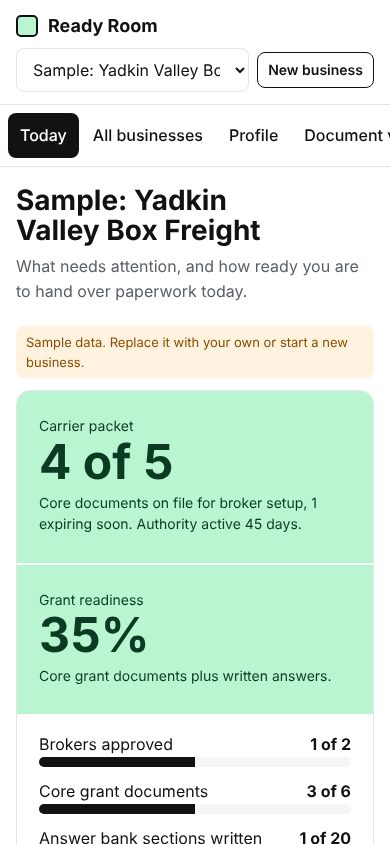 Ready Room
Sample: Yadkin Valley Bo
New business
Today
All businesses
Profile
Document
Sample: Yadkin
Valley Box Freight
What needs attention, and how ready you are
to hand over paperwork today.
Sample data. Replace it with your own or start a new
business.
Carrier packet
4 of 5
Core documents on file for broker setup, 1
expiring soon. Authority active 45 days.
Grant readiness
35%
Core grant documents plus written answers.
Brokers approved
1 of 2
Core grant documents
3 of 6
Answer bank sections written
1 of 20